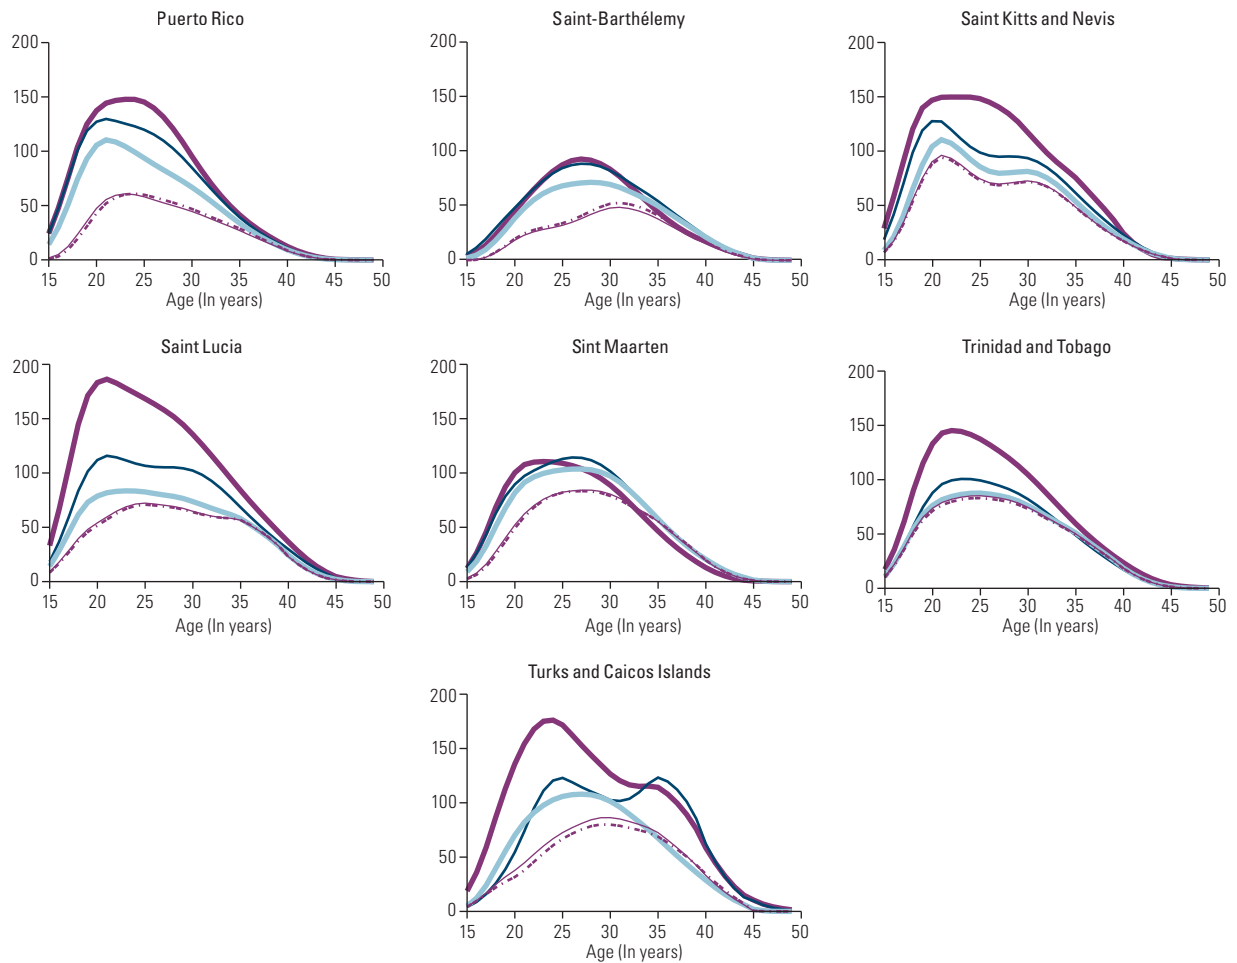 Puerto Rico
200
150
100
50
0
15 20 25 30 35 40 45 50
Age (In years)
Saint-Barthélemy
200
150
100
50
0
15 20 25 30 35 40 45 50
Age (In years)
Saint Kitts and Nevis
200
150
100
50
0
15 20 25 30 35 40 45 50
Age (In years)
Saint Lucia
200
150
100
50
0
15 20 25 30 35 40 45 50
Age (In years)
Sint Maarten
200
150
100
50
0
15 20 25 30 35 40 45 50
Age (In years)
Trinidad and Tobago
200
150
100
50
0
15 20 25 30 35 40 45 50
Age (In years)
Turks and Caicos Islands
200
150
100
50
0
15 20 25 30 35 40 45 50
Age (In years)